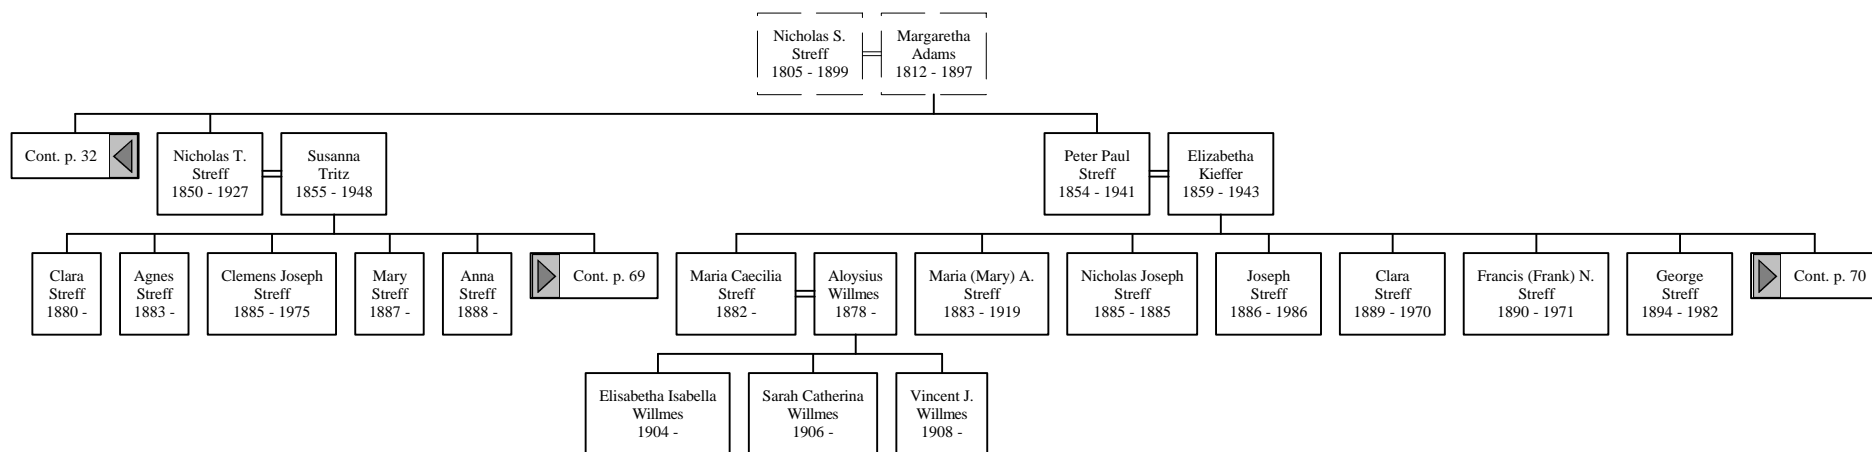 Nicholas S.
Streff
1805 - 1899
Margaretha
Adams
1812 - 1897
Cont. p. 32
Nicholas T.
Streff
1850 - 1927
Susanna
Tritz
1855 - 1948
Peter Paul
Streff
1854 - 1941
Elizabetha
Kieffer
1859 - 1943
Clara
Streff
1880 -
Agnes
Streff
1883 -
Clemens Joseph
Streff
1885 - 1975
Mary
Streff
1887 -
Anna
Streff
1888 -
Cont. p. 69
Maria Caecilia
Streff
1882 -
Aloysius
Willmes
1878 -
Maria (Mary) A.
Streff
1883 - 1919
Nicholas Joseph
Streff
1885 - 1885
Joseph
Streff
1886 - 1986
Clara
Streff
1889 - 1970
Francis (Frank) N.
Streff
1890 - 1971
George
Streff
1894 - 1982
Cont. p. 70
Elisabetha Isabella
Willmes
1904 -
Sarah Catherina
Willmes
1906 -
Vincent J.
Willmes
1908 -